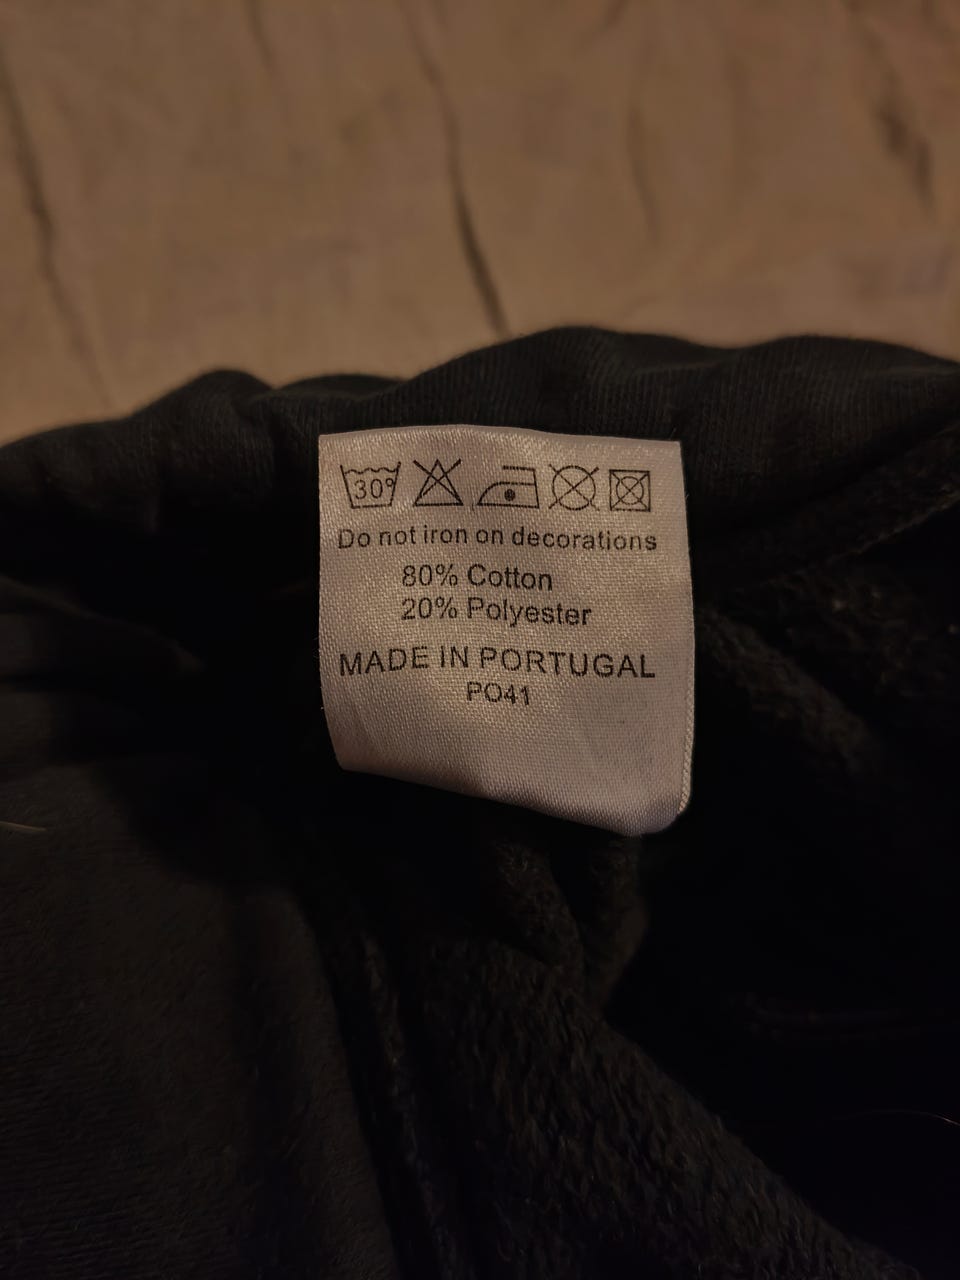 30°
Do not iron on decorations
80% Cotton
20% Polyester
MADE IN PORTUGAL
PO41